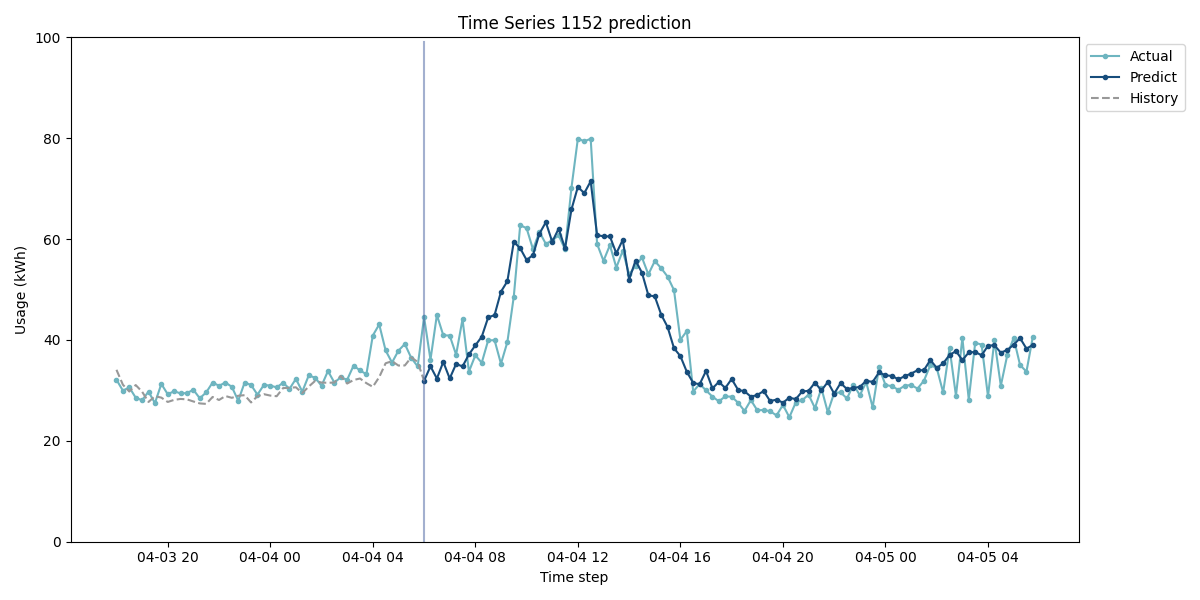 Time Series 1152 prediction
Actual
Predict
History
Usage (kWh)
100
80
60
40
20
0
04-03 20
04-04 00
04-04 04
04-04 08
04-04 12
04-04 16
04-04 20
04-05 00
04-05 04
Time step